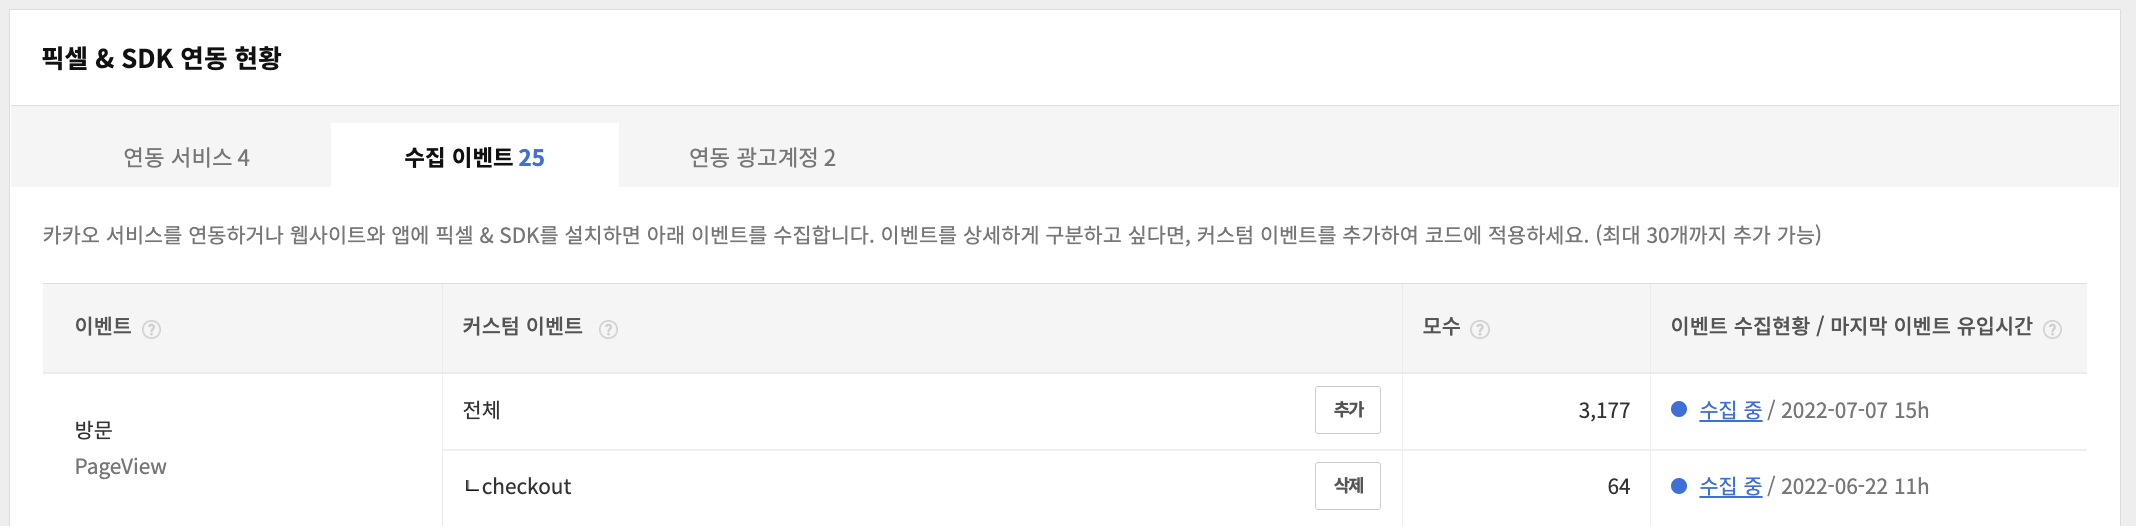 픽셀 & SDK 연동 현황
연동 서비스 4
수집 이벤트 25
연동 광고계정 2
카카오 서비스를 연동하거나 웹사이트와 앱에 픽셀 & SDK를 설치하면 아래 이벤트를 수집합니다. 이벤트를 상세하게 구분하고 싶다면, 커스텀 이벤트를 추가하여 코드에 적용하세요. (최대 30개까지 추가 가능)
이벤트 ? 커스텀 이벤트 ? 모수 ? 이벤트 수집현황 / 마지막 이벤트 유입시간 ?
방문
PageView
전체 추가 3,177 수집 중 / 2022-07-07 15h
ㄴcheckout 삭제 64 수집 중 / 2022-06-22 11h